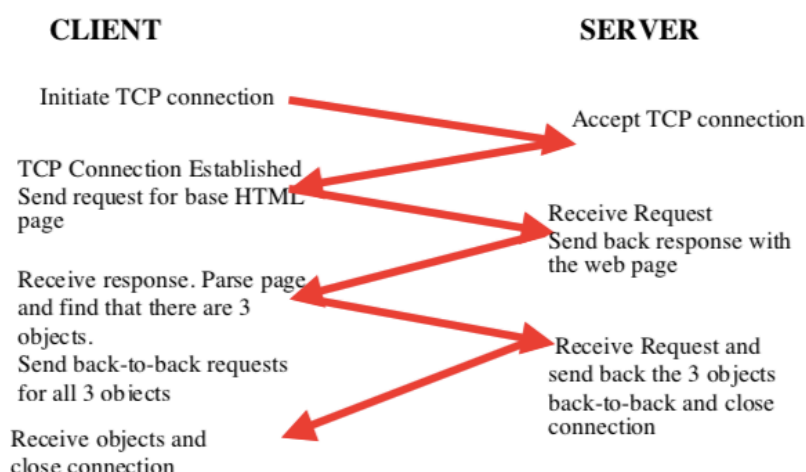 CLIENT
SERVER
Initiate TCP connection
Accept TCP connection
TCP Connection Established
Send request for base HTML
page
Receive Request
Send back response with
the web page
Receive response. Parse page
and find that there are 3
objects.
Send back-to-back requests
for all 3 objects
Receive Request and
send back the 3 objects
back-to-back and close
connection
Receive objects and
close connection